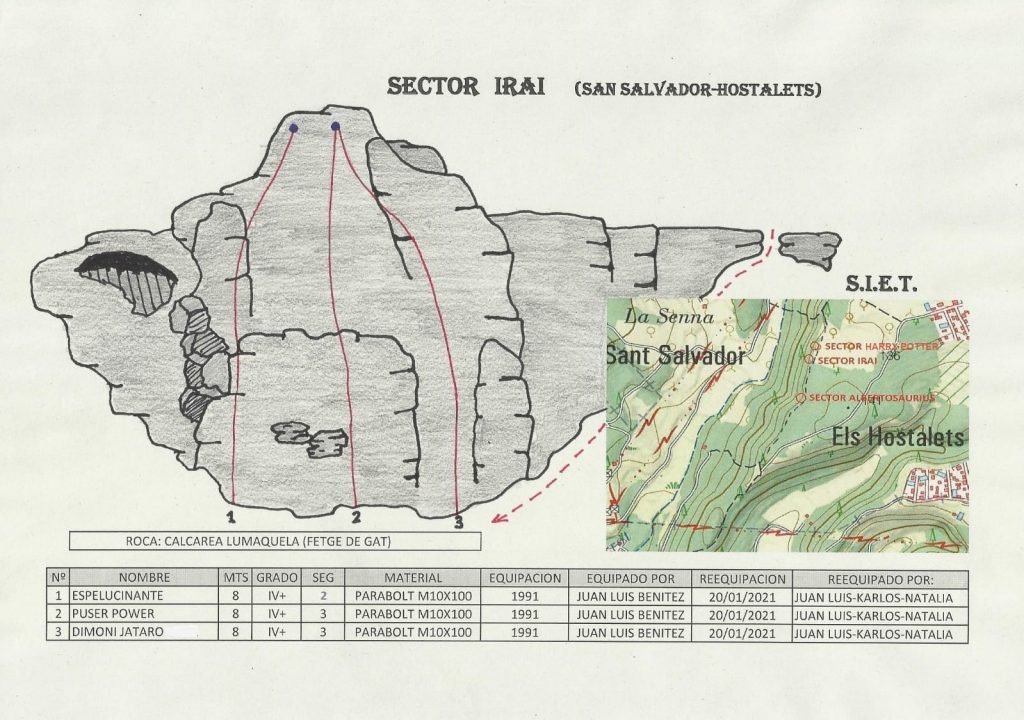 SECTOR IRAI (SAN SALVADOR-HOSTALETS)
S.I.E.T.
La Senna
Sant Salvador
SECTOR HARRY POTTER
SECTOR IRAI 136
SECTOR ALBERTOSAURIUS
Els Hostalets
1 2 3
ROCA: CALCAREA LUMAQUELA (FETGE DE GAT)
Nº NOMBRE MTS GRADO SEG MATERIAL EQUIPACION EQUIPADO POR REEQUIPACION REEQUIPADO POR:
1 ESPELUCINANTE 8 IV+ 2 PARABOLT M10X100 1991 JUAN LUIS BENITEZ 20/01/2021 JUAN LUIS-KARLOS-NATALIA
2 PUSER POWER 8 IV+ 3 PARABOLT M10X100 1991 JUAN LUIS BENITEZ 20/01/2021 JUAN LUIS-KARLOS-NATALIA
3 DIMONI JATARO 8 IV+ 3 PARABOLT M10X100 1991 JUAN LUIS BENITEZ 20/01/2021 JUAN LUIS-KARLOS-NATALIA